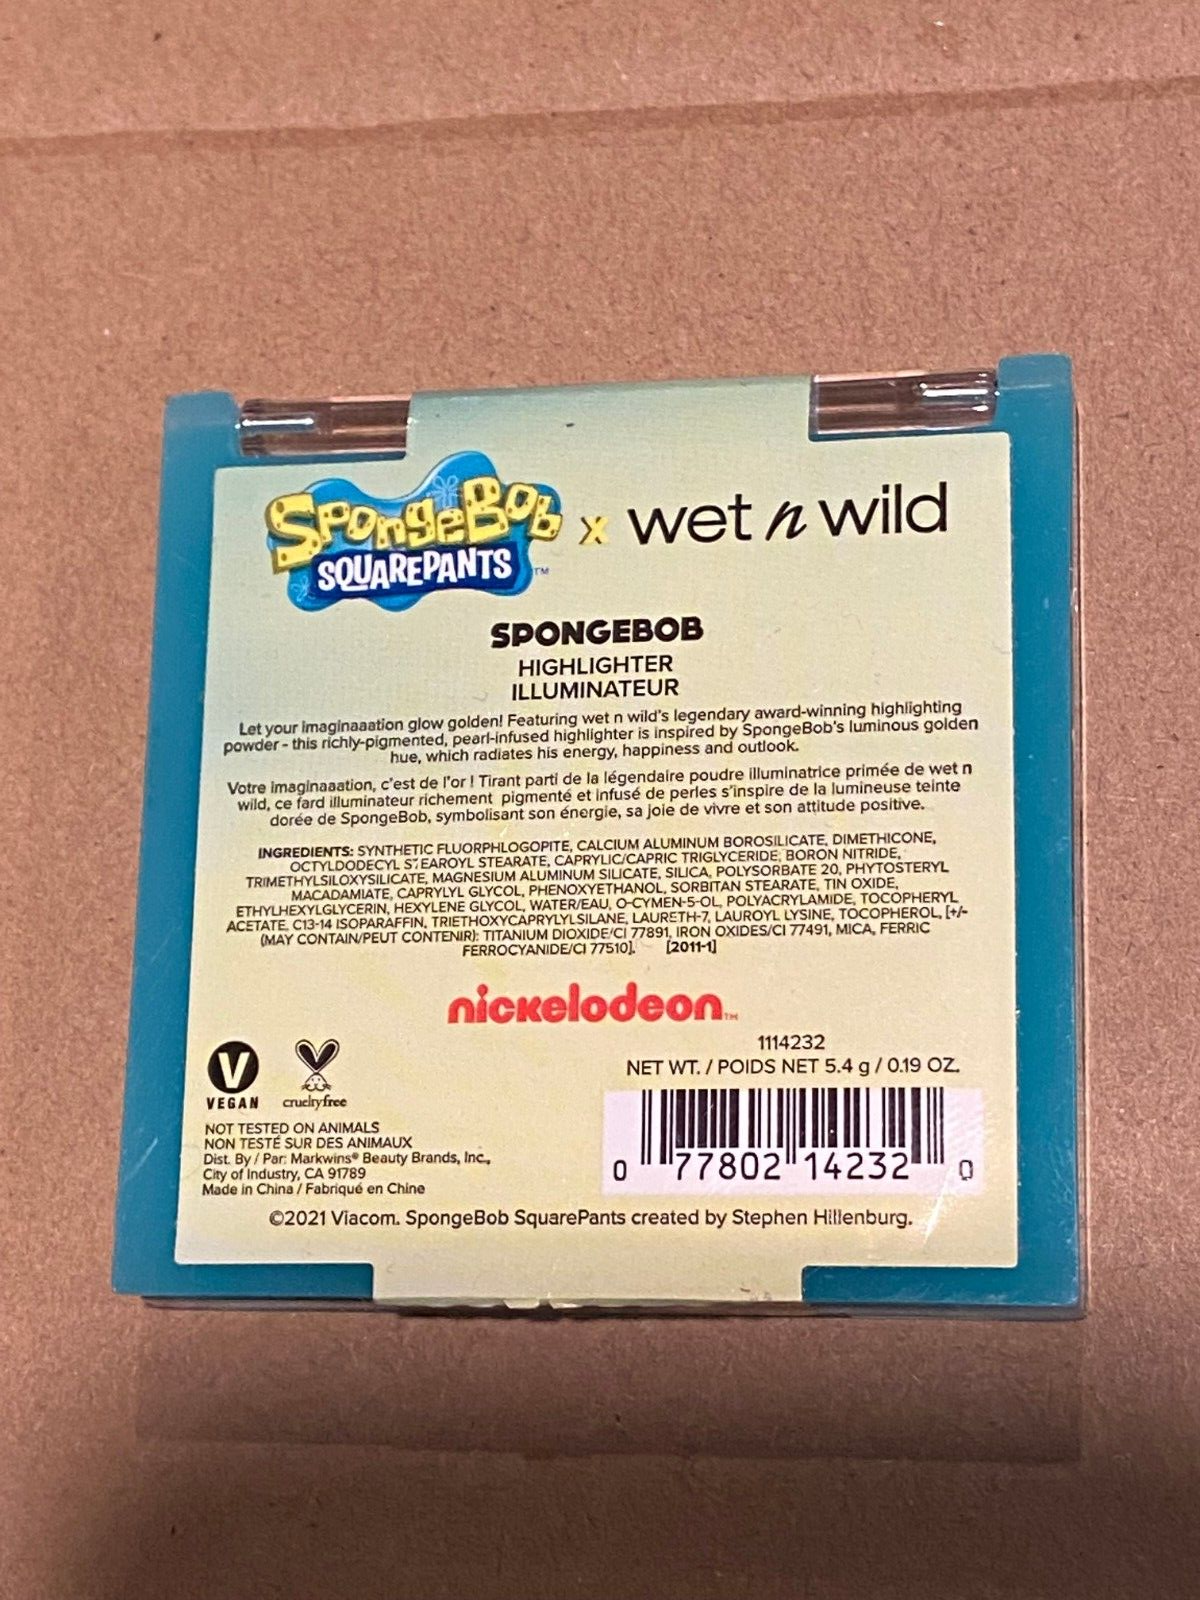 SPONGEBOB
SQUAREPANTS™
x wet n wild
SPONGEBOB
HIGHLIGHTER
ILLUMINATEUR
Let your imaginaaation glow golden! Featuring wet n wild's legendary award-winning highlighting
powder - this richly-pigmented, pearl-infused highlighter is inspired by SpongeBob's luminous golden
hue, which radiates his energy, happiness and outlook.
Votre imaginaaation, c'est de l'or ! Tirant parti de la légendaire poudre illuminatrice primée de wet n
wild, ce fard illuminateur richement pigmenté et infusé de perles s'inspire de la lumineuse teinte
dorée de SpongeBob, symbolisant son énergie, sa joie de vivre et son attitude positive.
INGREDIENTS: SYNTHETIC FLUORPHLOGOPITE, CALCIUM ALUMINUM BOROSILICATE, DIMETHICONE,
OCTYLDODECYL STEAROYL STEARATE, CAPRYLIC/CAPRIC TRIGLYCERIDE, BORON NITRIDE,
TRIMETHYLSILOXYSILICATE, MAGNESIUM ALUMINUM SILICATE, SILICA, POLYSORBATE 20, PHYTOSTERYL
MACADAMIATE, CAPRYLYL GLYCOL, PHENOXYETHANOL, SORBITAN STEARATE, TIN OXIDE,
ETHYLHEXYLGLYCERIN, HEXYLENE GLYCOL, WATER/EAU, O-CYMEN-5-OL, POLYACRYLAMIDE, TOCOPHERYL
ACETATE, C13-14 ISOPARAFFIN, TRIETHOXYCAPRYLYLSILANE, LAURETH-7, LAUROYL LYSINE, TOCOPHEROL, [+/-
(MAY CONTAIN/PEUT CONTENIR): TITANIUM DIOXIDE/CI 77891, IRON OXIDES/CI 77491, MICA, FERRIC
FERROCYANIDE/CI 77510]. [2011-1]
nickelodeon™
1114232
NET WT. / POIDS NET 5.4 g / 0.19 OZ.
V
VEGAN
crueltyfree
NOT TESTED ON ANIMALS
NON TESTÉ SUR DES ANIMAUX
Dist. By / Par: Markwins® Beauty Brands, Inc.,
City of Industry, CA 91789
Made in China / Fabriqué en Chine
0 77802 14232 0
©2021 Viacom. SpongeBob SquarePants created by Stephen Hillenburg.